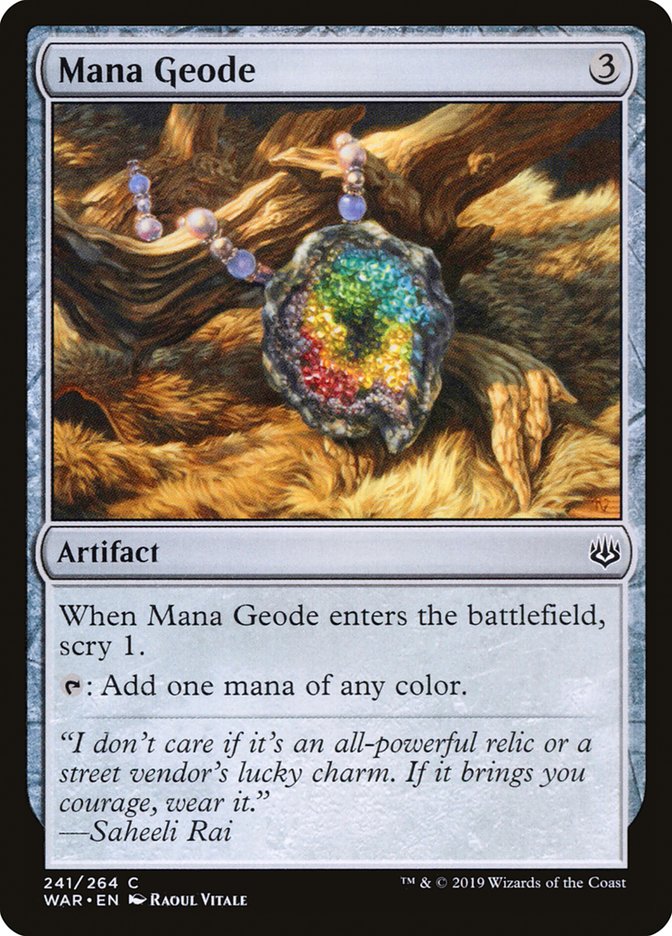 Mana Geode 3
Artifact
When Mana Geode enters the battlefield,
scry 1.
: Add one mana of any color.
“I don’t care if it’s an all-powerful relic or a
street vendor’s lucky charm. If it brings you
courage, wear it.”
—Saheeli Rai
241/264 C
™ & © 2019 Wizards of the Coast
WAR • EN Raoul Vitale